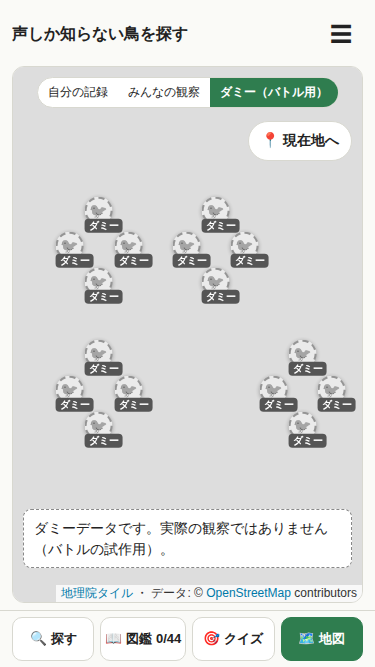 声しか知らない鳥を探す
自分の記録 みんなの観察 ダミー（バトル用）
📍 現在地へ
ダミー ダミー
ダミー ダミー ダミー ダミー
ダミー ダミー
ダミー ダミー
ダミー ダミー ダミー ダミー
ダミー ダミー
ダミーデータです。実際の観察ではありません
（バトルの試作用）。
地理院タイル ・ データ: © OpenStreetMap contributors
🔍 探す 📖 図鑑 0/44 🎯 クイズ 🗺️ 地図